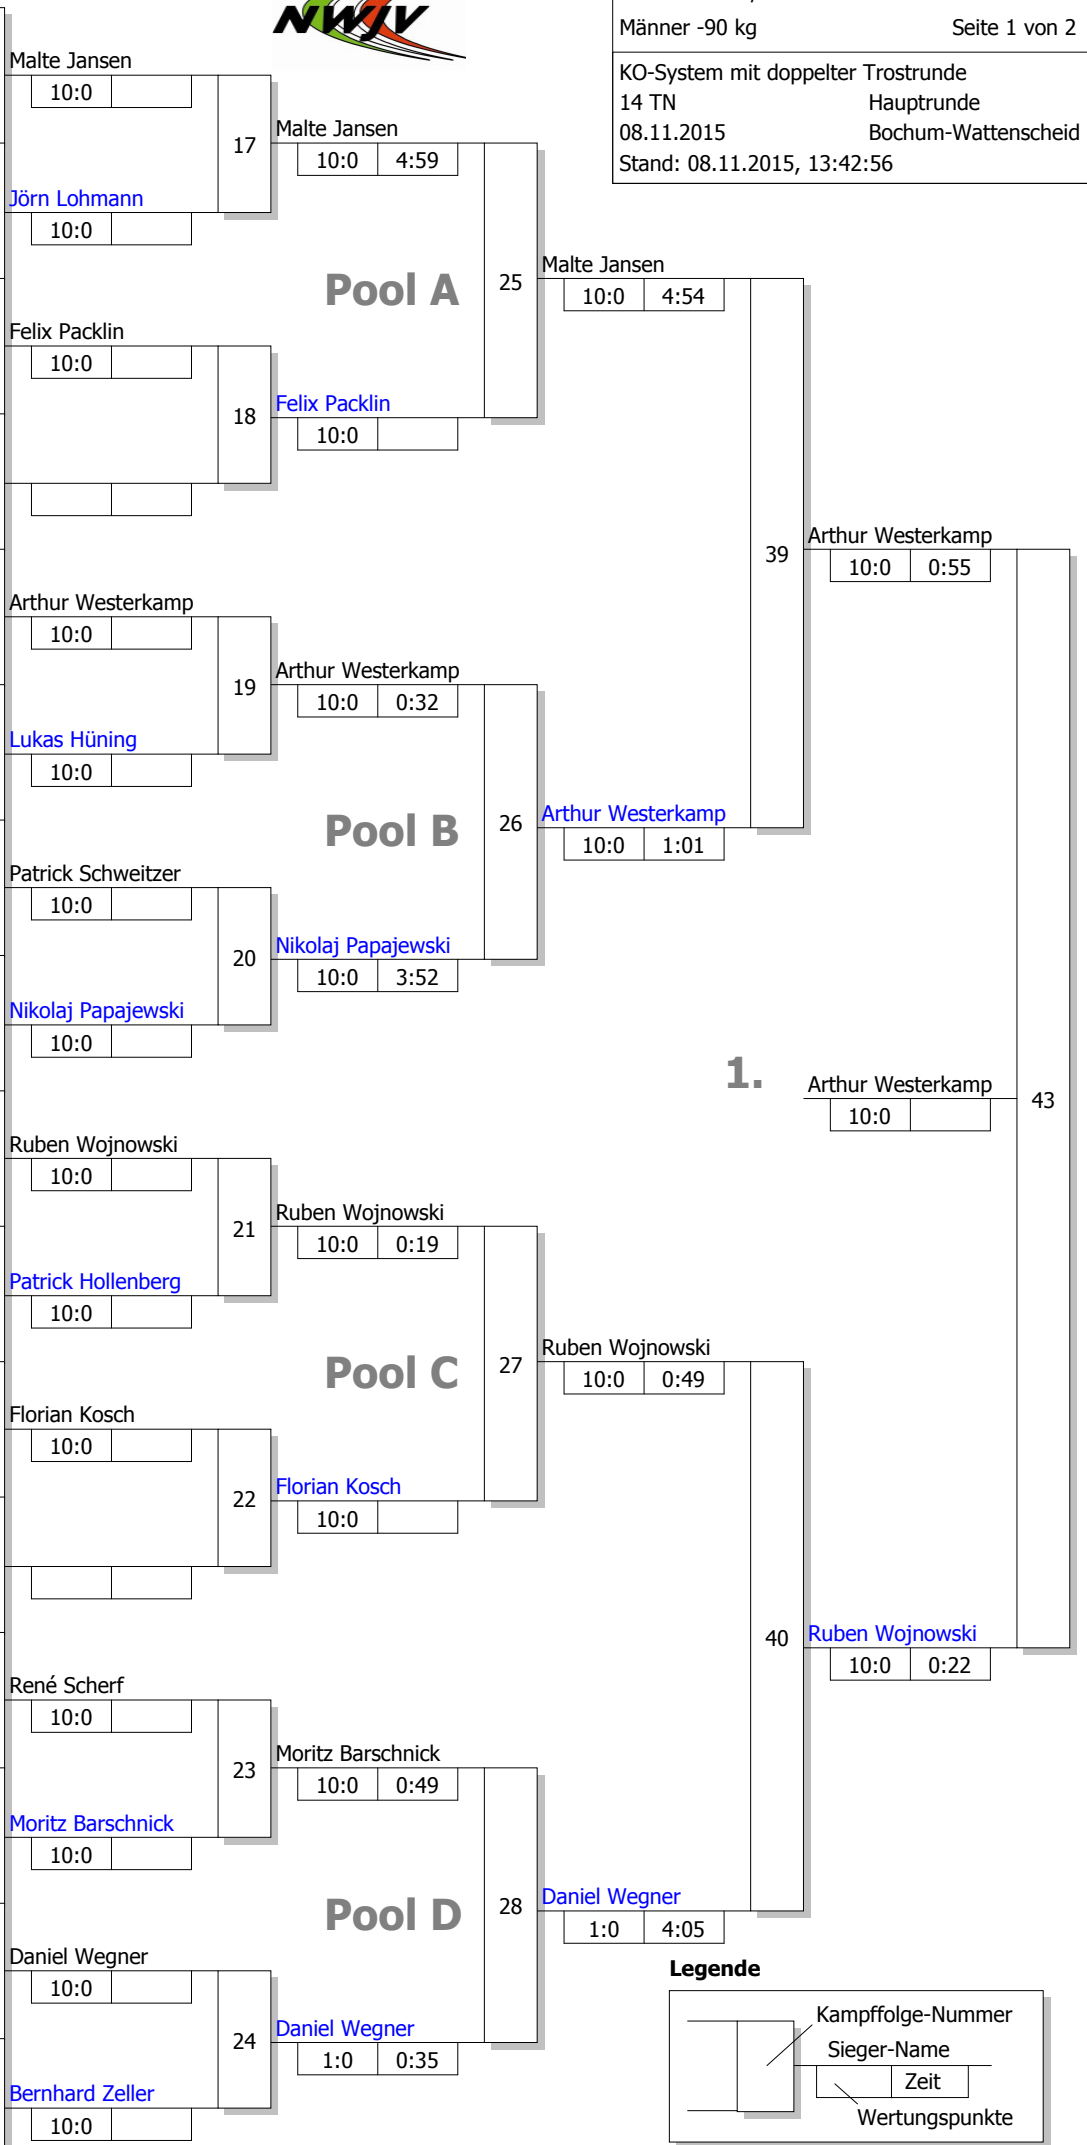 NWJV
Männer -90 kg Seite 1 von 2
KO-System mit doppelter Trostrunde
14 TN Hauptrunde
08.11.2015 Bochum-Wattenscheid
Stand: 08.11.2015, 13:42:56
Malte Jansen
10:0
17
Malte Jansen
10:0 4:59
Jörn Lohmann
10:0
Pool A
25
Malte Jansen
10:0 4:54
Felix Packlin
10:0
18
Felix Packlin
10:0
39
Arthur Westerkamp
10:0 0:55
Arthur Westerkamp
10:0
19
Arthur Westerkamp
10:0 0:32
Lukas Hüning
10:0
Pool B
26
Arthur Westerkamp
10:0 1:01
Patrick Schweitzer
10:0
20
Nikolaj Papajewski
10:0 3:52
Nikolaj Papajewski
10:0
1.
Arthur Westerkamp
10:0
43
Ruben Wojnowski
10:0
21
Ruben Wojnowski
10:0 0:19
Patrick Hollenberg
10:0
Pool C
27
Ruben Wojnowski
10:0 0:49
Florian Kosch
10:0
22
Florian Kosch
10:0
40
Ruben Wojnowski
10:0 0:22
René Scherf
10:0
23
Moritz Barschnick
10:0 0:49
Moritz Barschnick
10:0
Pool D
28
Daniel Wegner
1:0 4:05
Daniel Wegner
10:0
24
Daniel Wegner
1:0 0:35
Bernhard Zeller
10:0
Legende
Kampffolge-Nummer
Sieger-Name
Zeit
Wertungspunkte